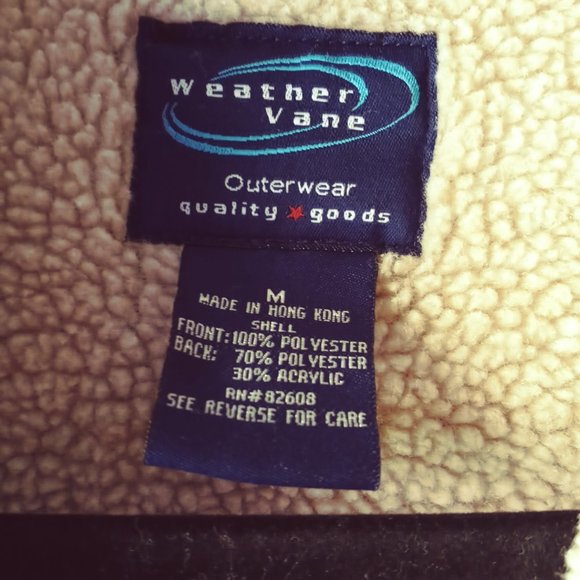 Weather
Vane
Outerwear
quality ★ goods
M
MADE IN HONG KONG
SHELL
FRONT: 100% POLYESTER
BACK: 70% POLYESTER
30% ACRYLIC
RN#82608
SEE REVERSE FOR CARE